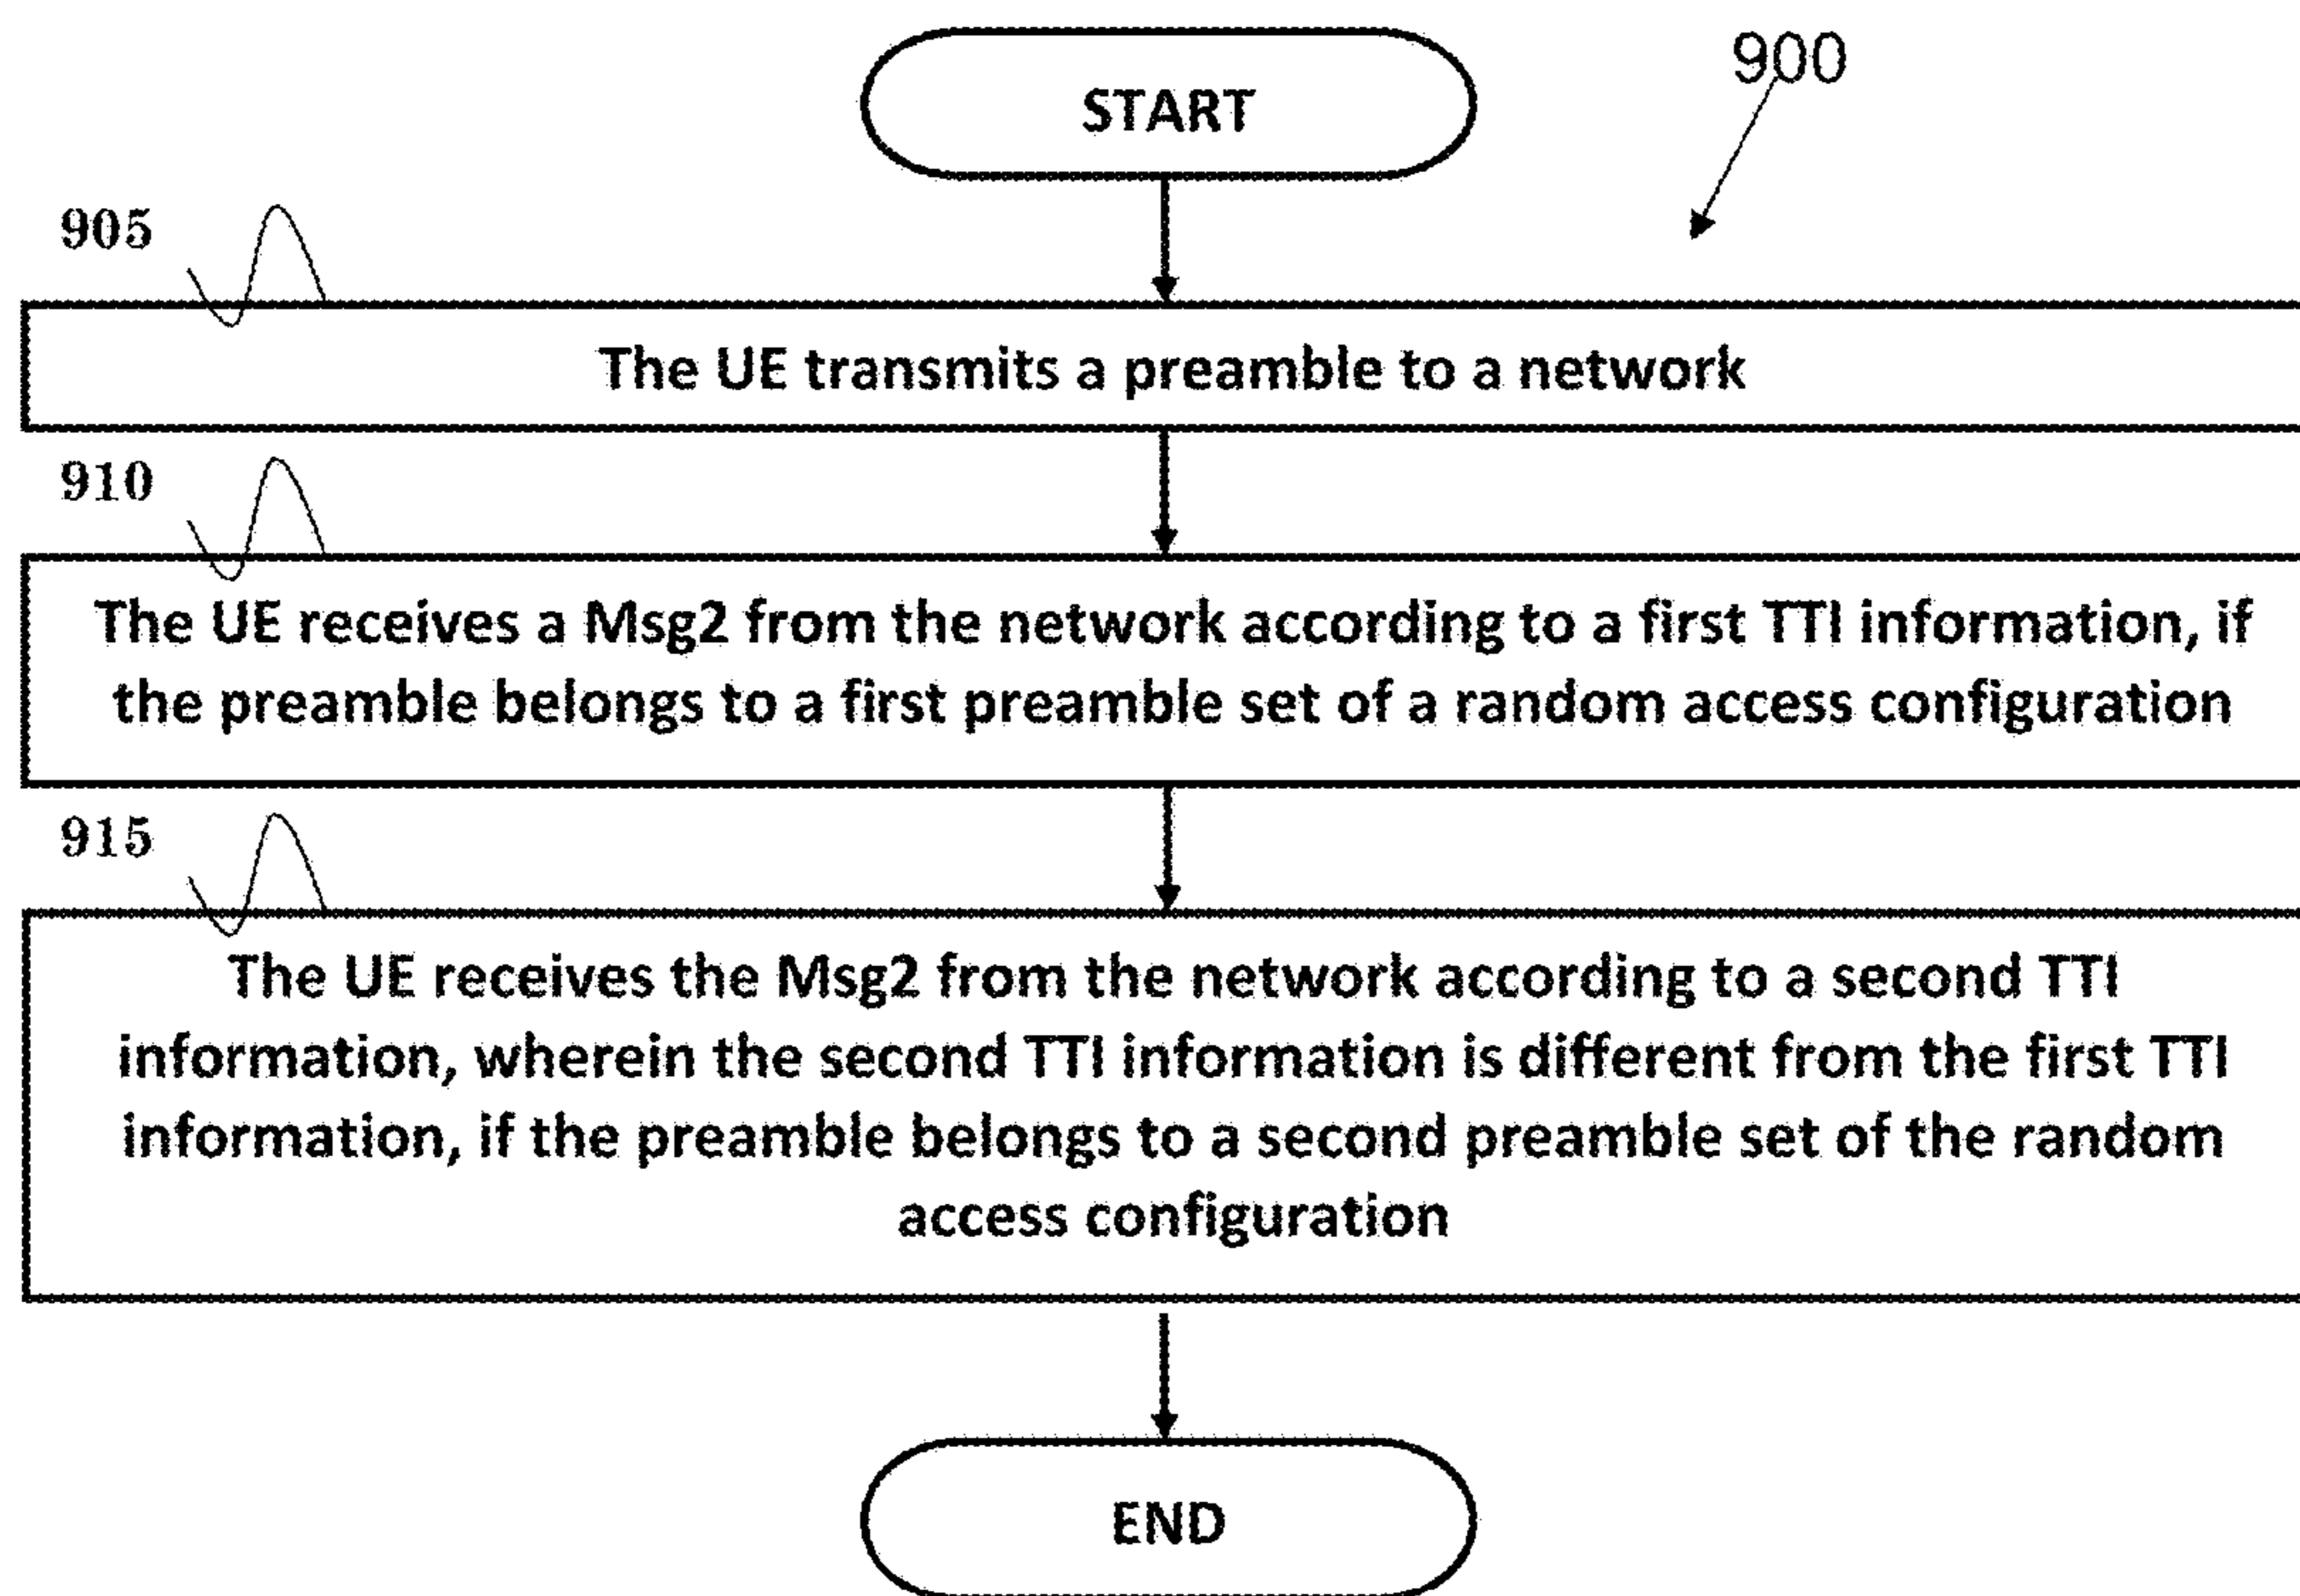 START
900
905
The UE transmits a preamble to a network
910
The UE receives a Msg2 from the network according to a first TTI information, if
the preamble belongs to a first preamble set of a random access configuration
915
The UE receives the Msg2 from the network according to a second TTI
information, wherein the second TTI information is different from the first TTI
information, if the preamble belongs to a second preamble set of the random
access configuration
END